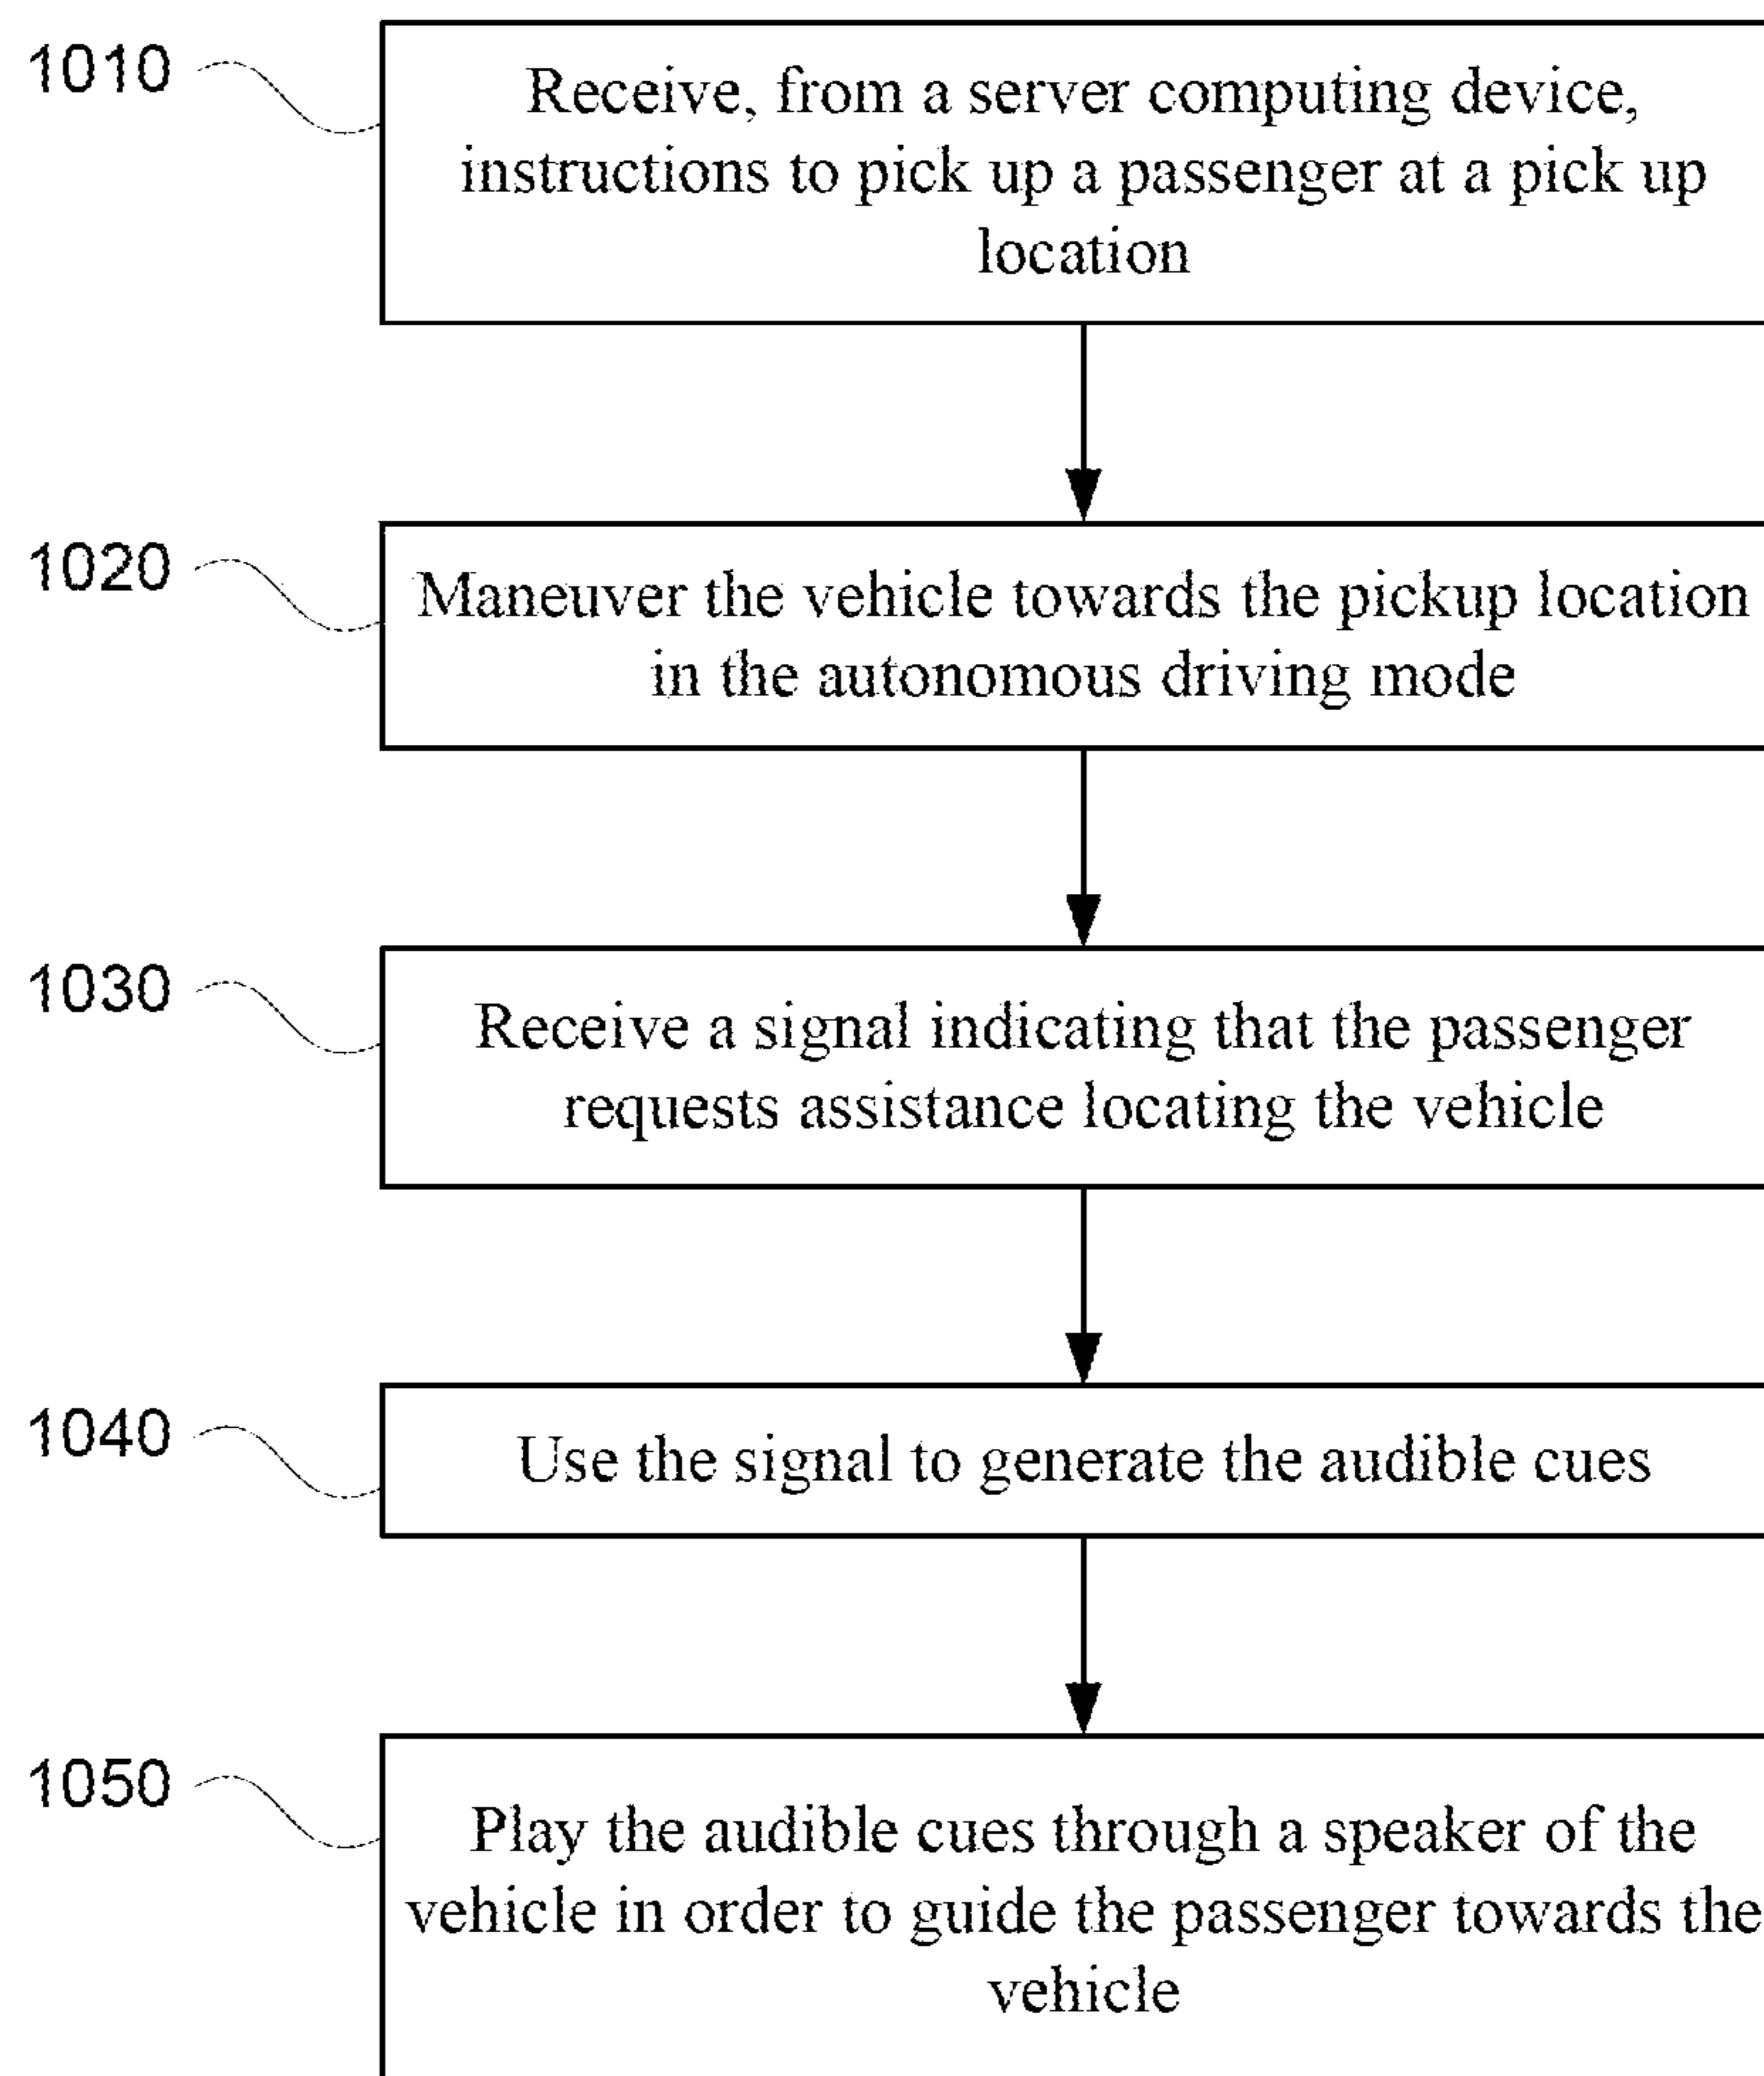 1010
Receive, from a server computing device,
instructions to pick up a passenger at a pick up
location
1020
Maneuver the vehicle towards the pickup location
in the autonomous driving mode
1030
Receive a signal indicating that the passenger
requests assistance locating the vehicle
1040
Use the signal to generate the audible cues
1050
Play the audible cues through a speaker of the
vehicle in order to guide the passenger towards the
vehicle